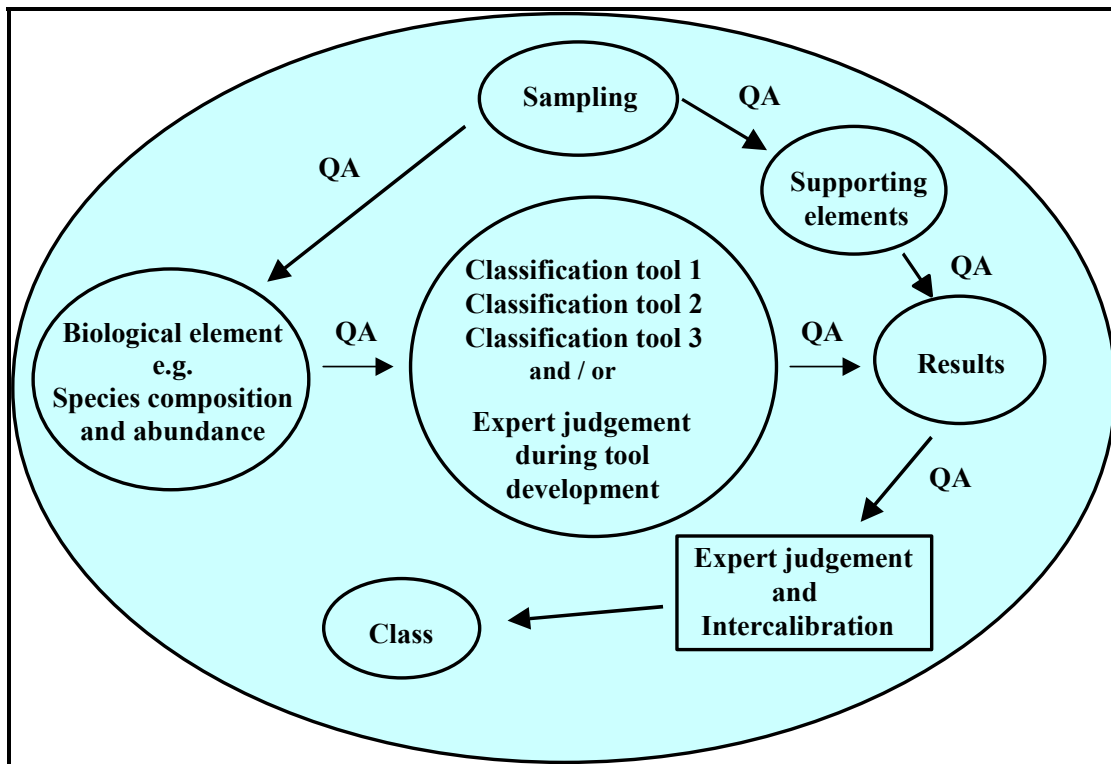 Sampling
QA
QA
Supporting
elements
QA
Biological element
e.g.
Species composition
and abundance
QA
Classification tool 1
Classification tool 2
Classification tool 3
and / or
Expert judgement
during tool
development
QA
Results
QA
Expert judgement
and
Intercalibration
Class